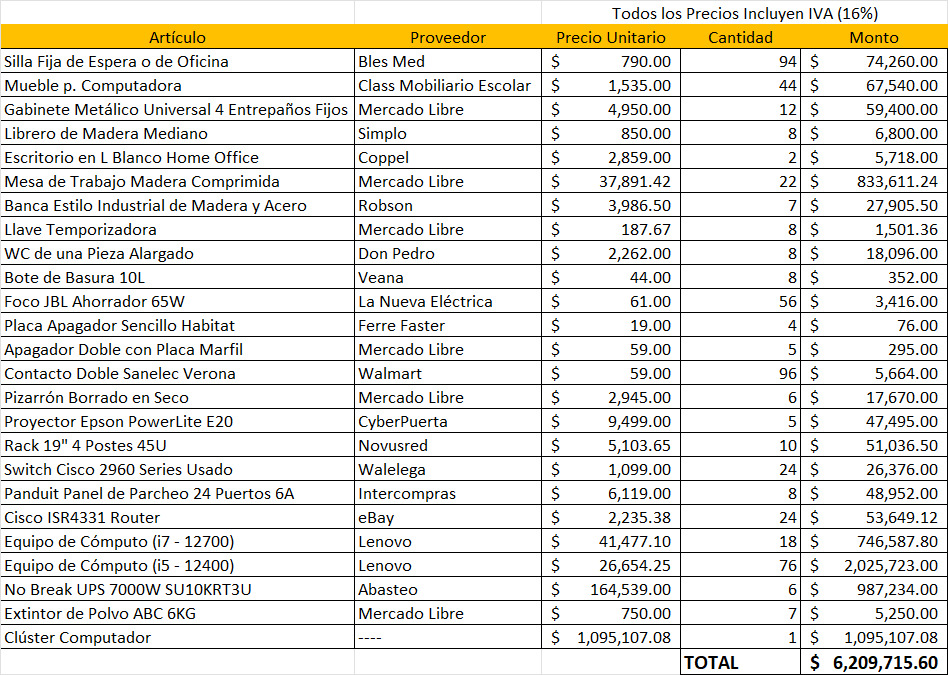 Todos los Precios Incluyen IVA (16%)
Artículo Proveedor Precio Unitario Cantidad Monto
Silla Fija de Espera o de Oficina Bles Med $ 790.00 94 $ 74,260.00
Mueble p. Computadora Class Mobiliario Escolar $ 1,535.00 44 $ 67,540.00
Gabinete Metálico Universal 4 Entrepaños Fijos Mercado Libre $ 4,950.00 12 $ 59,400.00
Librero de Madera Mediano Simplo $ 850.00 8 $ 6,800.00
Escritorio en L Blanco Home Office Coppel $ 2,859.00 2 $ 5,718.00
Mesa de Trabajo Madera Comprimida Mercado Libre $ 37,891.42 22 $ 833,611.24
Banca Estilo Industrial de Madera y Acero Robson $ 3,986.50 7 $ 27,905.50
Llave Temporizadora Mercado Libre $ 187.67 8 $ 1,501.36
WC de una Pieza Alargado Don Pedro $ 2,262.00 8 $ 18,096.00
Bote de Basura 10L Veana $ 44.00 8 $ 352.00
Foco JBL Ahorrador 65W La Nueva Eléctrica $ 61.00 56 $ 3,416.00
Placa Apagador Sencillo Habitat Ferre Faster $ 19.00 4 $ 76.00
Apagador Doble con Placa Marfil Mercado Libre $ 59.00 5 $ 295.00
Contacto Doble Sanelec Verona Walmart $ 59.00 96 $ 5,664.00
Pizarrón Borrado en Seco Mercado Libre $ 2,945.00 6 $ 17,670.00
Proyector Epson PowerLite E20 CyberPuerta $ 9,499.00 5 $ 47,495.00
Rack 19" 4 Postes 45U Novusred $ 5,103.65 10 $ 51,036.50
Switch Cisco 2960 Series Usado Walelega $ 1,099.00 24 $ 26,376.00
Panduit Panel de Parcheo 24 Puertos 6A Intercompras $ 6,119.00 8 $ 48,952.00
Cisco ISR4331 Router eBay $ 2,235.38 24 $ 53,649.12
Equipo de Cómputo (i7 - 12700) Lenovo $ 41,477.10 18 $ 746,587.80
Equipo de Cómputo (i5 - 12400) Lenovo $ 26,654.25 76 $ 2,025,723.00
No Break UPS 7000W SU10KRT3U Abasteo $ 164,539.00 6 $ 987,234.00
Extintor de Polvo ABC 6KG Mercado Libre $ 750.00 7 $ 5,250.00
Clúster Computador ---- $ 1,095,107.08 1 $ 1,095,107.08
TOTAL $ 6,209,715.60